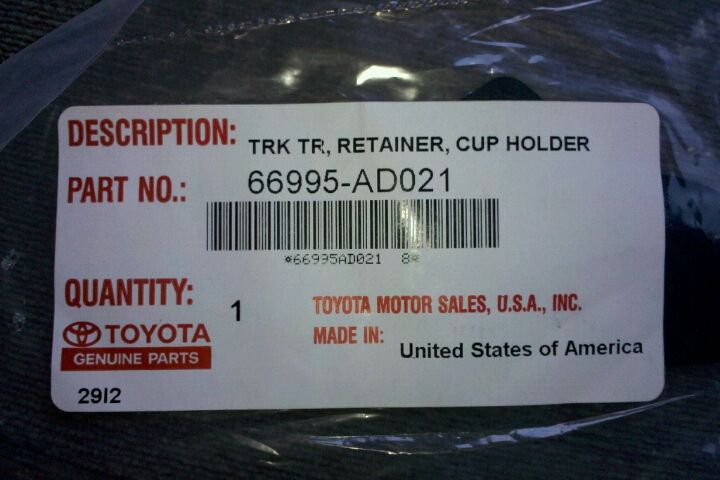 DESCRIPTION: TRK TR, RETAINER, CUP HOLDER
PART NO.: 66995-AD021
*66995AD021 8*
QUANTITY: 1
TOYOTA MOTOR SALES, U.S.A., INC.
MADE IN: United States of America
TOYOTA
GENUINE PARTS
29I2